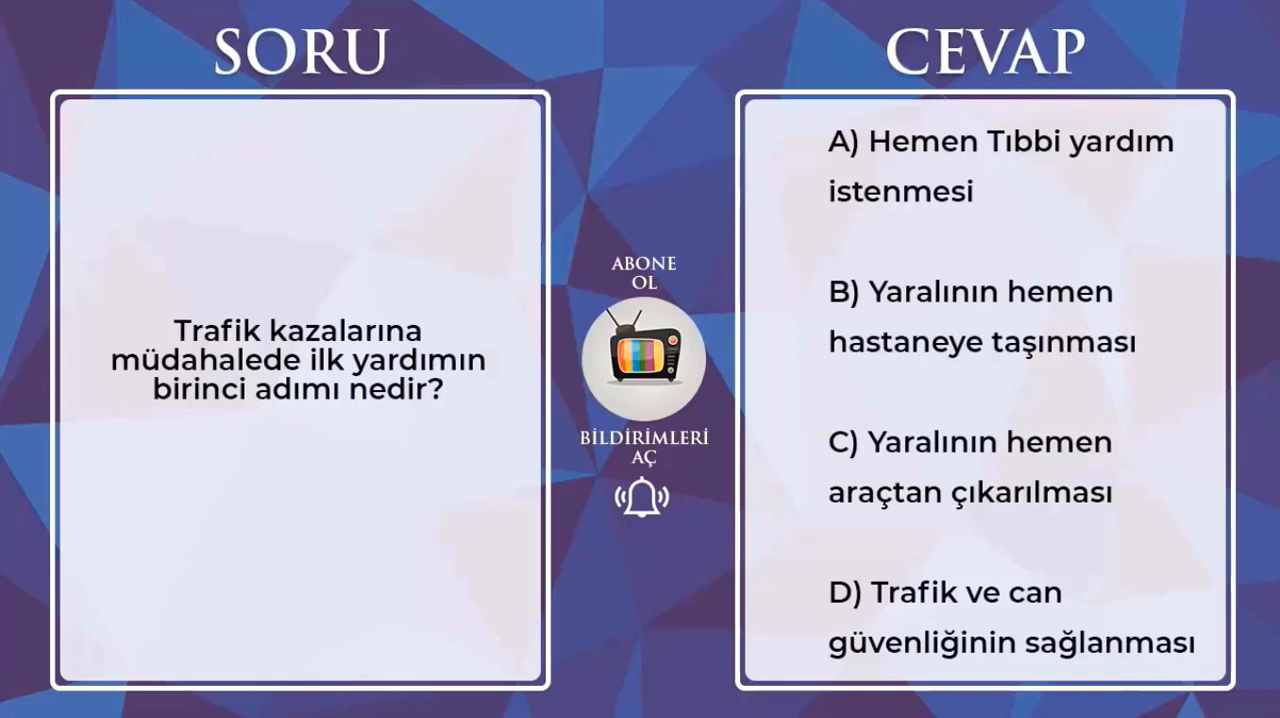 SORU
Trafik kazalarına
müdahalede ilk yardımın
birinci adımı nedir?
ABONE
OL
BİLDİRİMLERİ
AÇ
CEVAP
A) Hemen Tıbbi yardım
istenmesi
B) Yaralının hemen
hastaneye taşınması
C) Yaralının hemen
araçtan çıkarılması
D) Trafik ve can
güvenliğinin sağlanması